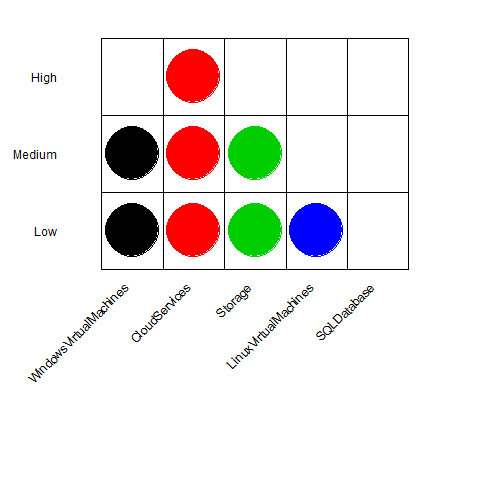 High
Medium
Low
WindowsVirtualMachines
CloudServices
Storage
LinuxVirtualMachines
SQLDatabase